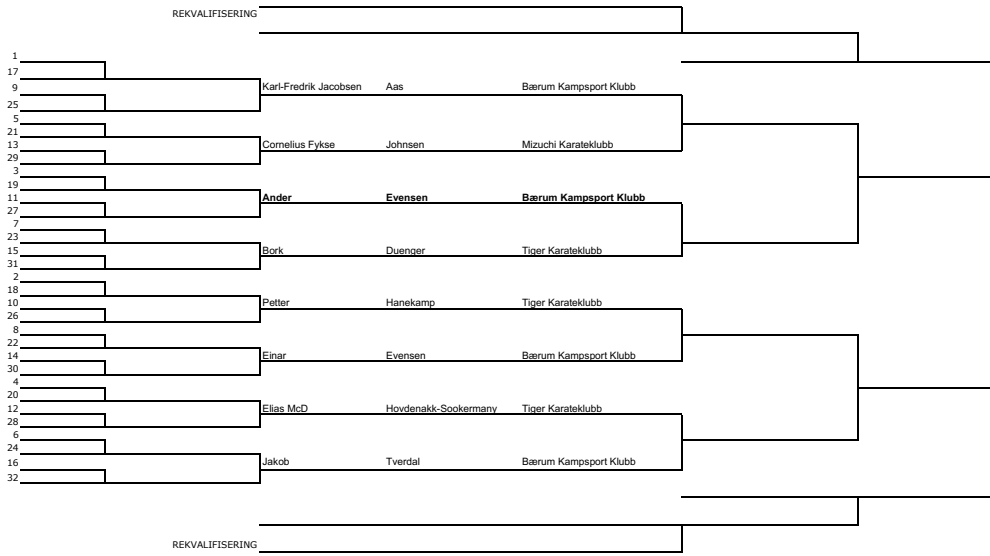 REKVALIFISERING
1
17
9 Karl-Fredrik Jacobsen Aas Bærum Kampsport Klubb
25
5
21
13 Cornelius Fykse Johnsen Mizuchi Karateklubb
29
3
19
11 Ander Evensen Bærum Kampsport Klubb
27
7
23
15 Bork Duenger Tiger Karateklubb
31
2
18
10 Petter Hanekamp Tiger Karateklubb
26
8
22
14 Einar Evensen Bærum Kampsport Klubb
30
4
20
12 Elias McD Hovdenakk-Sookermany Tiger Karateklubb
28
6
24
16 Jakob Tverdal Bærum Kampsport Klubb
32
REKVALIFISERING